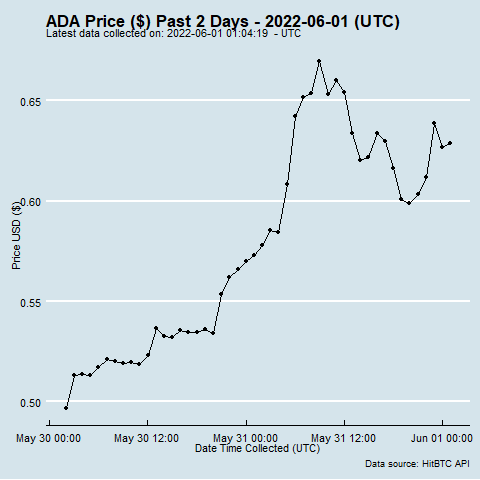 ADA Price ($) Past 2 Days - 2022-06-01 (UTC)
Latest data collected on: 2022-06-01 01:04:19 - UTC
Price USD ($)
0.65
0.60
0.55
0.50
May 30 00:00
May 30 12:00
May 31 00:00
May 31 12:00
Jun 01 00:00
Date Time Collected (UTC)
Data source: HitBTC API